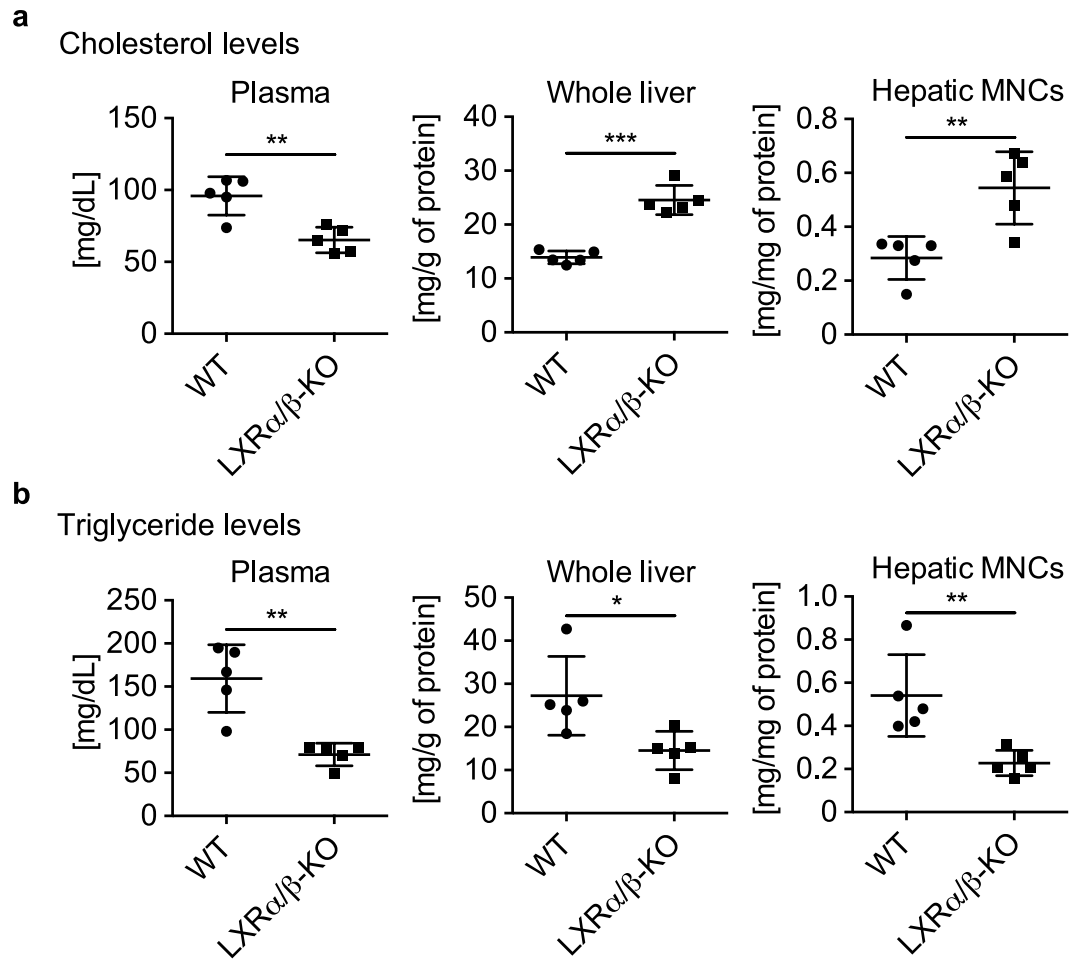 a
Cholesterol levels
Plasma
[mg/dL]
150
100
50
0
**
WT
LXRα/β-KO
Whole liver
[mg/g of protein]
40
30
20
10
0
***
WT
LXRα/β-KO
Hepatic MNCs
[mg/mg of protein]
0.8
0.6
0.4
0.2
0
**
WT
LXRα/β-KO
b
Triglyceride levels
Plasma
[mg/dL]
250
200
150
100
50
0
**
WT
LXRα/β-KO
Whole liver
[mg/g of protein]
50
40
30
20
10
0
*
WT
LXRα/β-KO
Hepatic MNCs
[mg/mg of protein]
1.0
0.8
0.6
0.4
0.2
0
**
WT
LXRα/β-KO